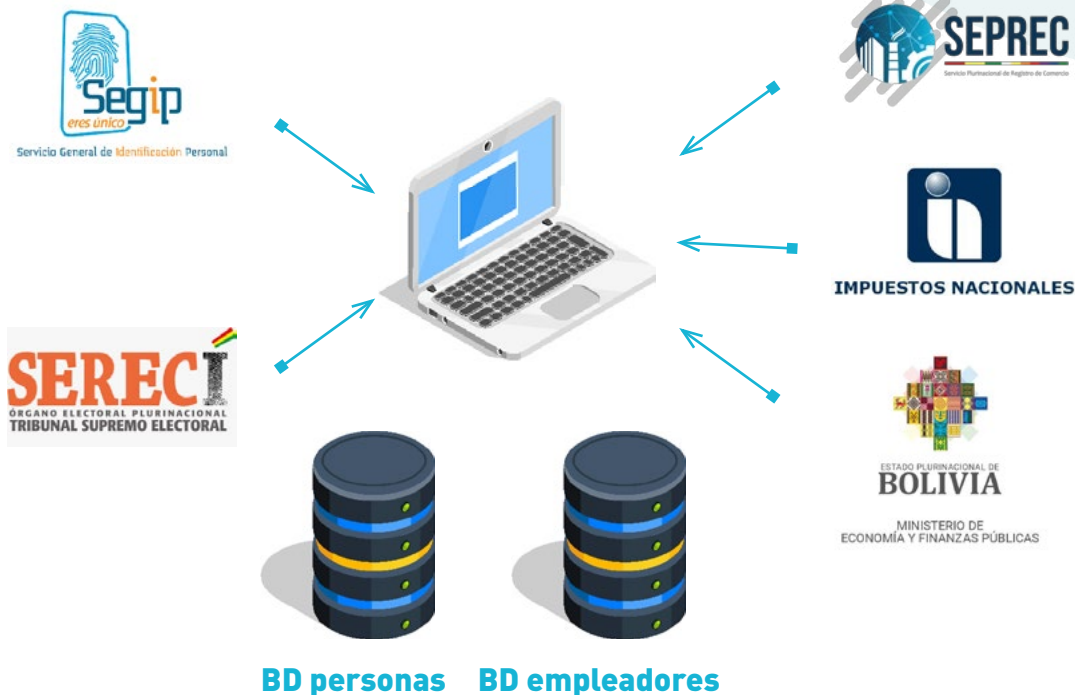 Segip
eres único
Servicio General de Identificación Personal
SEPREC
Servicio Plurinacional de Registro de Comercio
IMPUESTOS NACIONALES
SERECÍ
ÓRGANO ELECTORAL PLURINACIONAL
TRIBUNAL SUPREMO ELECTORAL
ESTADO PLURINACIONAL DE
BOLIVIA
MINISTERIO DE
ECONOMÍA Y FINANZAS PÚBLICAS
BD personas
BD empleadores